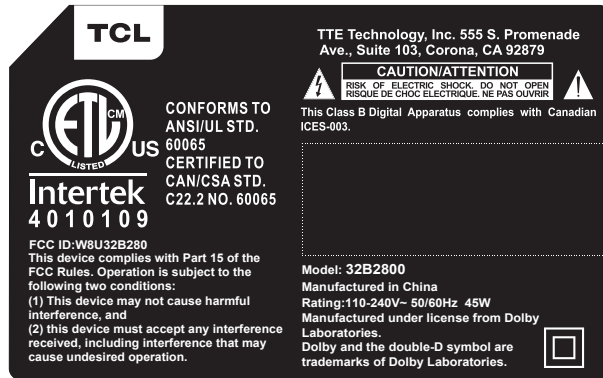 TCL
TTE Technology, Inc. 555 S. Promenade
Ave., Suite 103, Corona, CA 92879
CAUTION/ATTENTION
RISK OF ELECTRIC SHOCK. DO NOT OPEN
RISQUE DE CHOC ELECTRIQUE. NE PAS OUVRIR
This Class B Digital Apparatus complies with Canadian
ICES-003.
ETL
CM
LISTED
C
US
Intertek
4010109
CONFORMS TO
ANSI/UL STD.
60065
CERTIFIED TO
CAN/CSA STD.
C22.2 NO. 60065
FCC ID:W8U32B280
This device complies with Part 15 of the
FCC Rules. Operation is subject to the
following two conditions:
(1) This device may not cause harmful
interference, and
(2) this device must accept any interference
received, including interference that may
cause undesired operation.
Model: 32B2800
Manufactured in China
Rating:110-240V~ 50/60Hz 45W
Manufactured under license from Dolby
Laboratories.
Dolby and the double-D symbol are
trademarks of Dolby Laboratories.